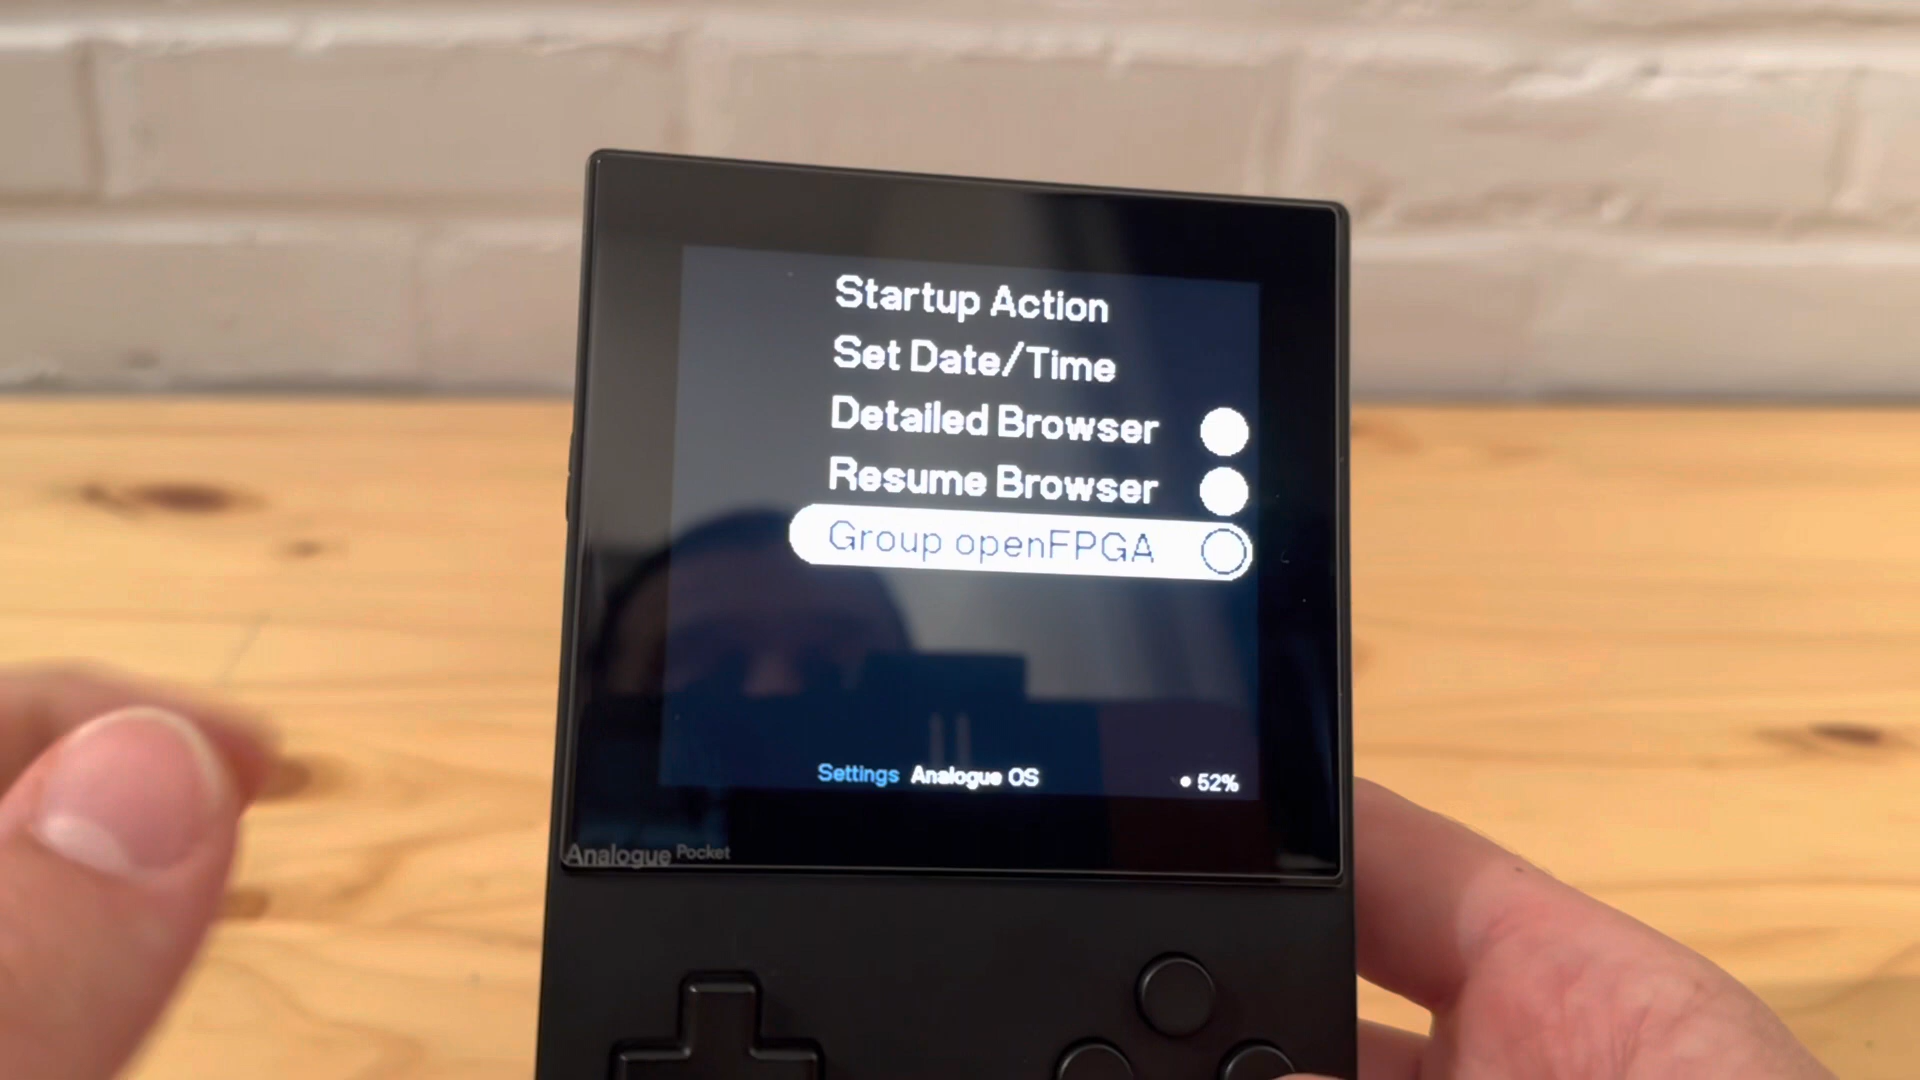 Startup Action
Set Date/Time
Detailed Browser
Resume Browser
Group openFPGA
Settings Analogue OS 52%
Analogue Pocket